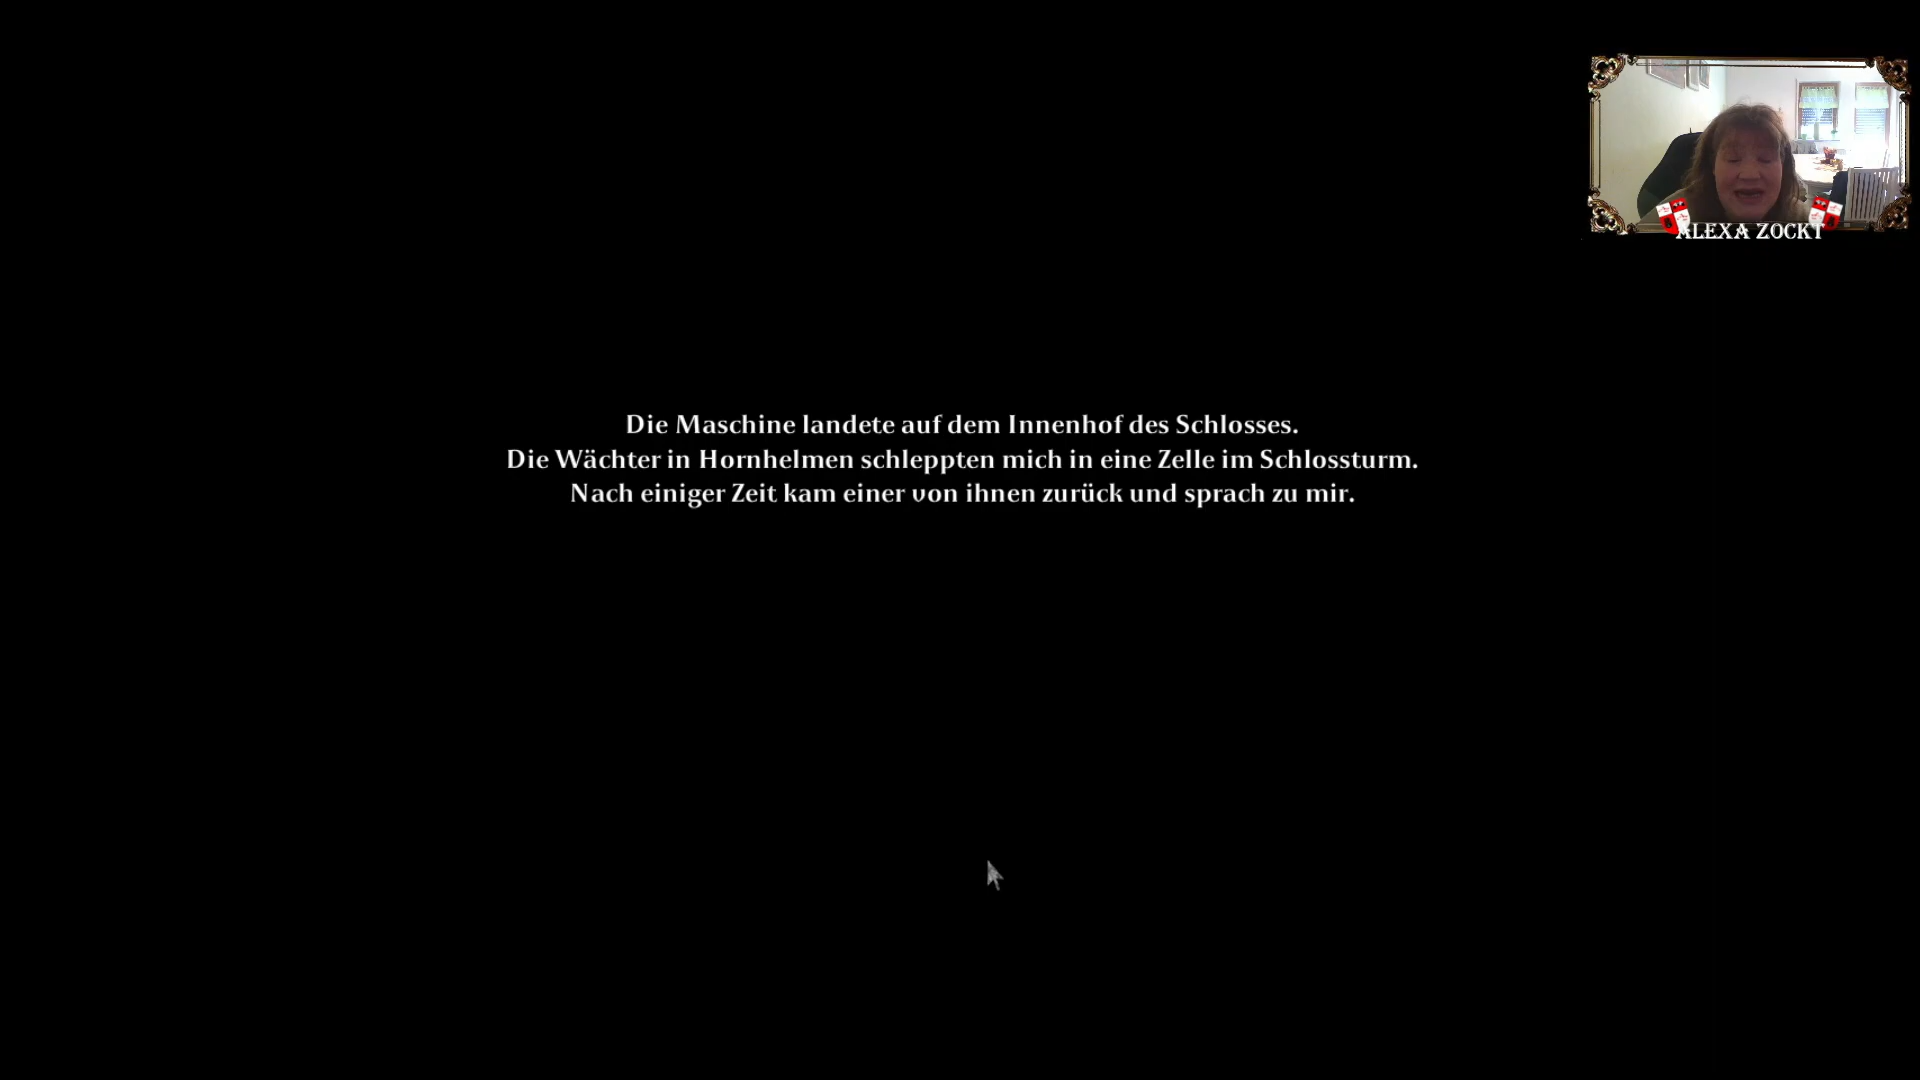 Die Maschine landete auf dem Innenhof des Schlosses.
Die Wächter in Hornhelmen schleppten mich in eine Zelle im Schlossturm.
Nach einiger Zeit kam einer von ihnen zurück und sprach zu mir.
ALEXA ZOCKT